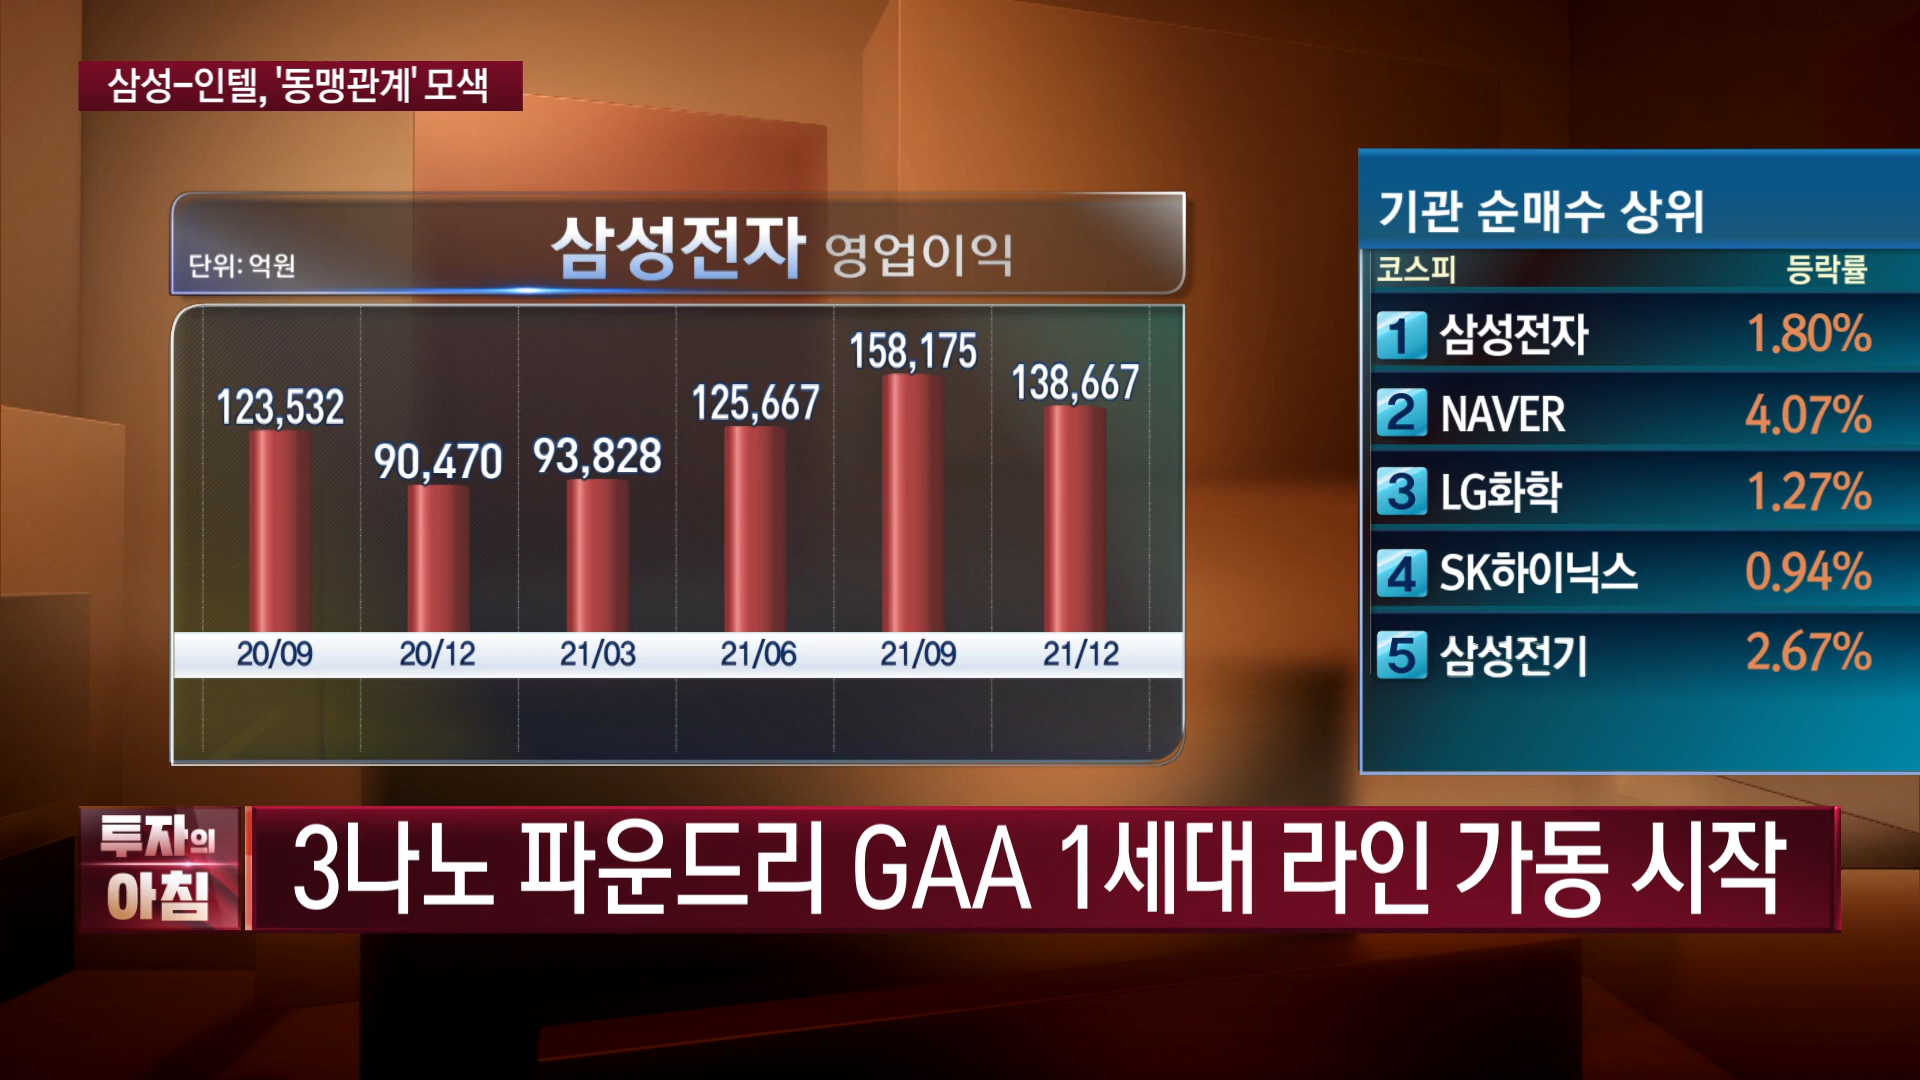 삼성-인텔, '동맹관계' 모색
단위: 억원
삼성전자 영업이익
123,532
90,470
93,828
125,667
158,175
138,667
20/09
20/12
21/03
21/06
21/09
21/12
기관 순매수 상위
코스피 등락률
1 삼성전자 1.80%
2 NAVER 4.07%
3 LG화학 1.27%
4 SK하이닉스 0.94%
5 삼성전기 2.67%
투자의
아침
3나노 파운드리 GAA 1세대 라인 가동 시작